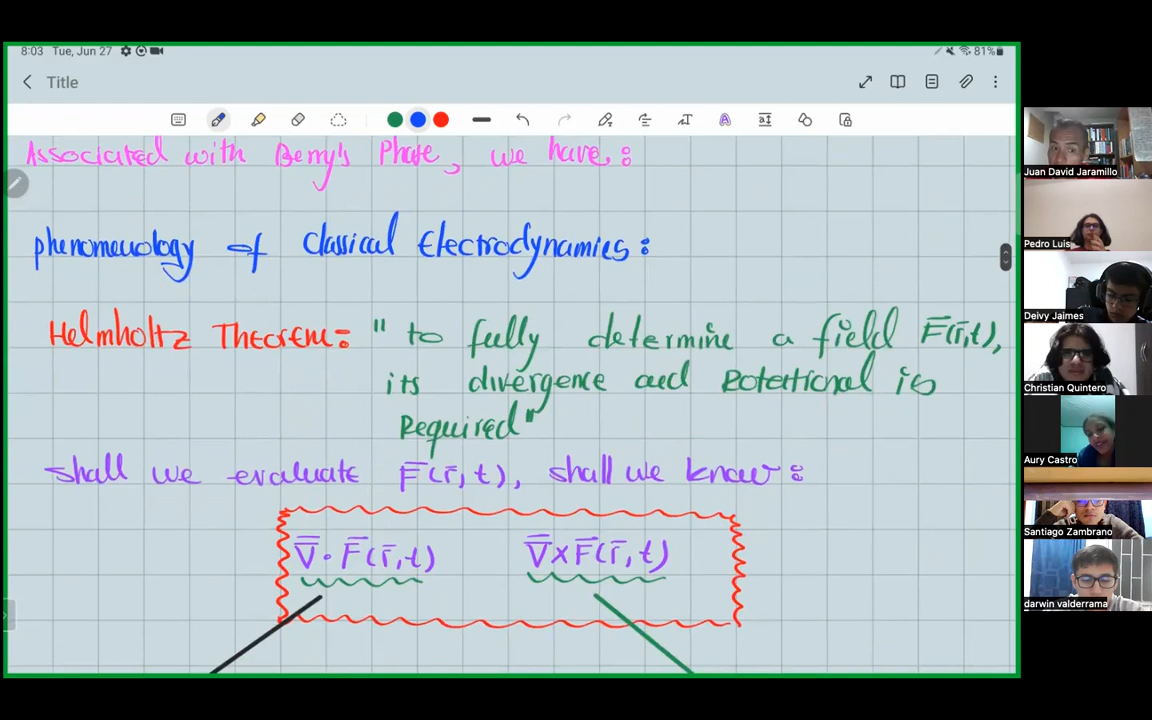 8:03 Tue, Jun 27 81%
Title
Associated with Berry's Phase, we have:
phenomenology of Classical Electrodynamics:
Helmholtz Theorem: "to fully determine a field F̄(r̄,t),
its divergence and Rotational is
Required"
shall we evaluate F̄(r̄,t), shall we know:
∇̄·F̄(r̄,t) ∇̄×F̄(r̄,t)
Juan David Jaramillo
Pedro Luis
Deivy Jaimes
Christian Quintero
Aury Castro
Santiago Zambrano
darwin valderrama